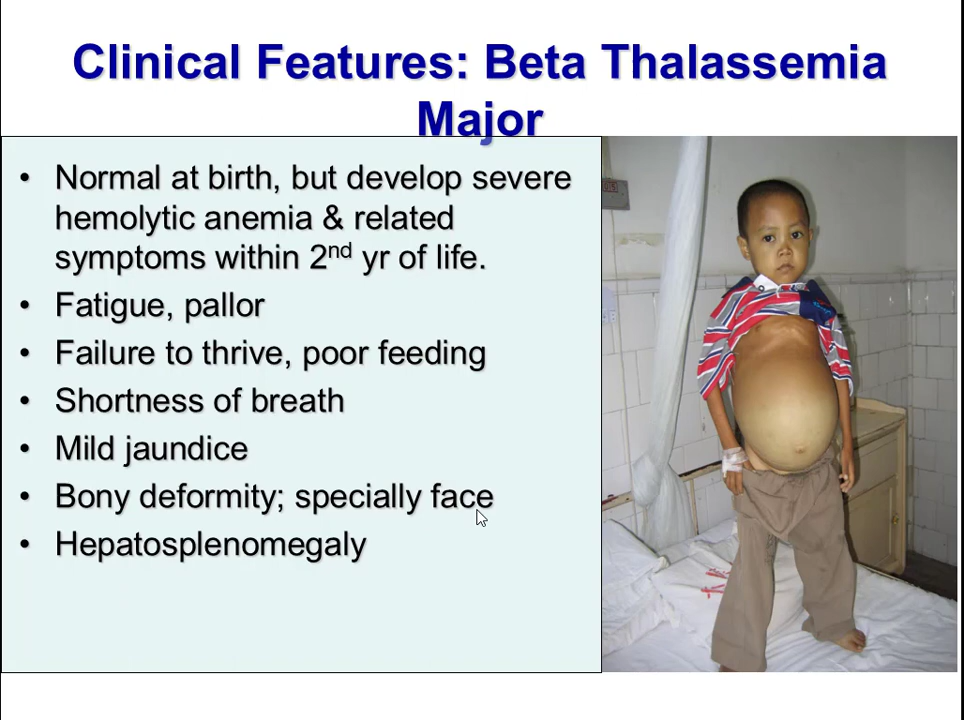 Clinical Features: Beta Thalassemia
Major
• Normal at birth, but develop severe
hemolytic anemia & related
symptoms within 2nd yr of life.
• Fatigue, pallor
• Failure to thrive, poor feeding
• Shortness of breath
• Mild jaundice
• Bony deformity; specially face
• Hepatosplenomegaly